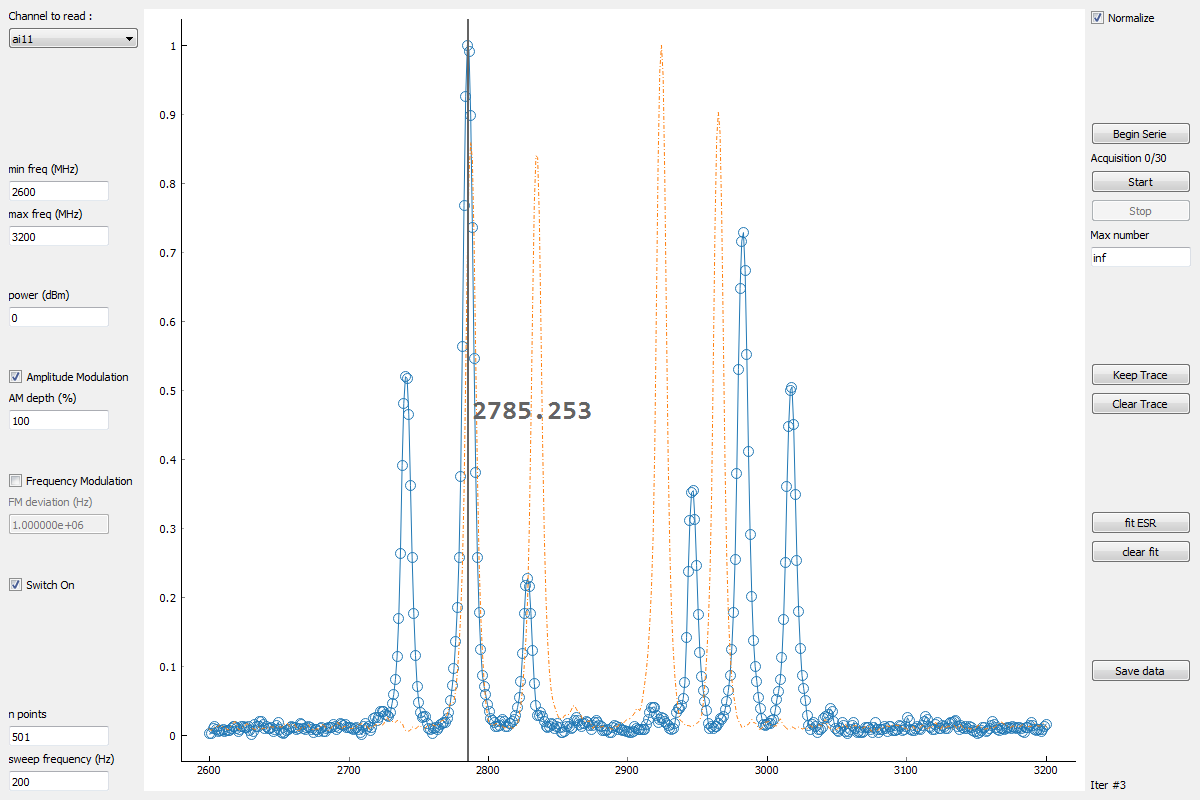 Channel to read :
ai11
min freq (MHz)
2600
max freq (MHz)
3200
power (dBm)
0
Amplitude Modulation
AM depth (%)
100
Frequency Modulation
FM deviation (Hz)
1.000000e+06
Switch On
n points
501
sweep frequency (Hz)
200
1
0.9
0.8
0.7
0.6
0.5
0.4
0.3
0.2
0.1
0
2785.253
2600 2700 2800 2900 3000 3100 3200
Normalize
Begin Serie
Acquisition 0/30
Start
Stop
Max number
inf
Keep Trace
Clear Trace
fit ESR
clear fit
Save data
Iter #3